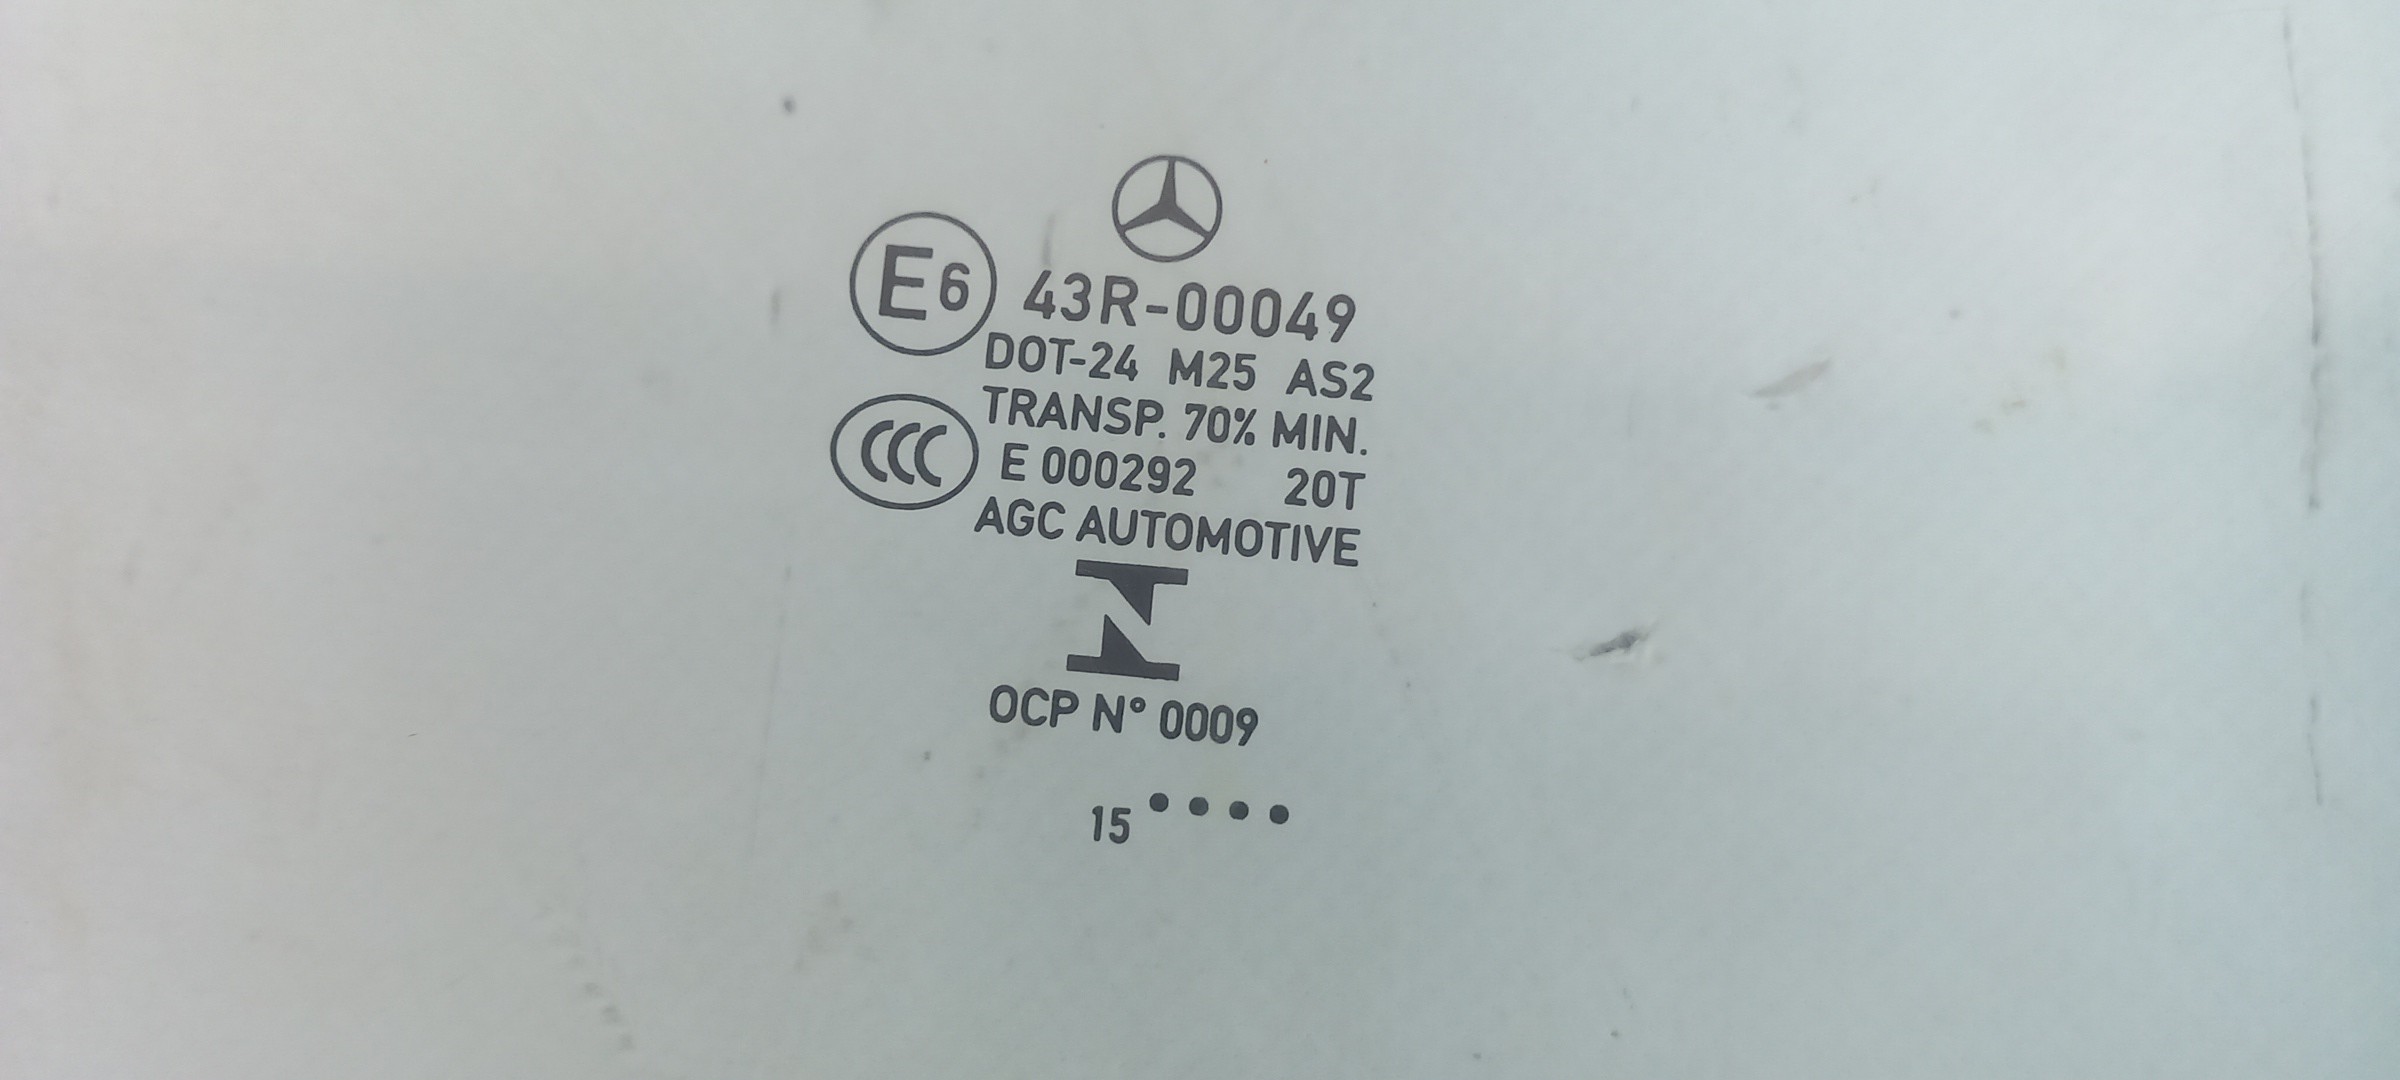 E6 43R-00049
DOT-24 M25 AS2
TRANSP. 70% MIN.
CCC E 000292 20T
AGC AUTOMOTIVE
N
OCP N° 0009
15 ••••